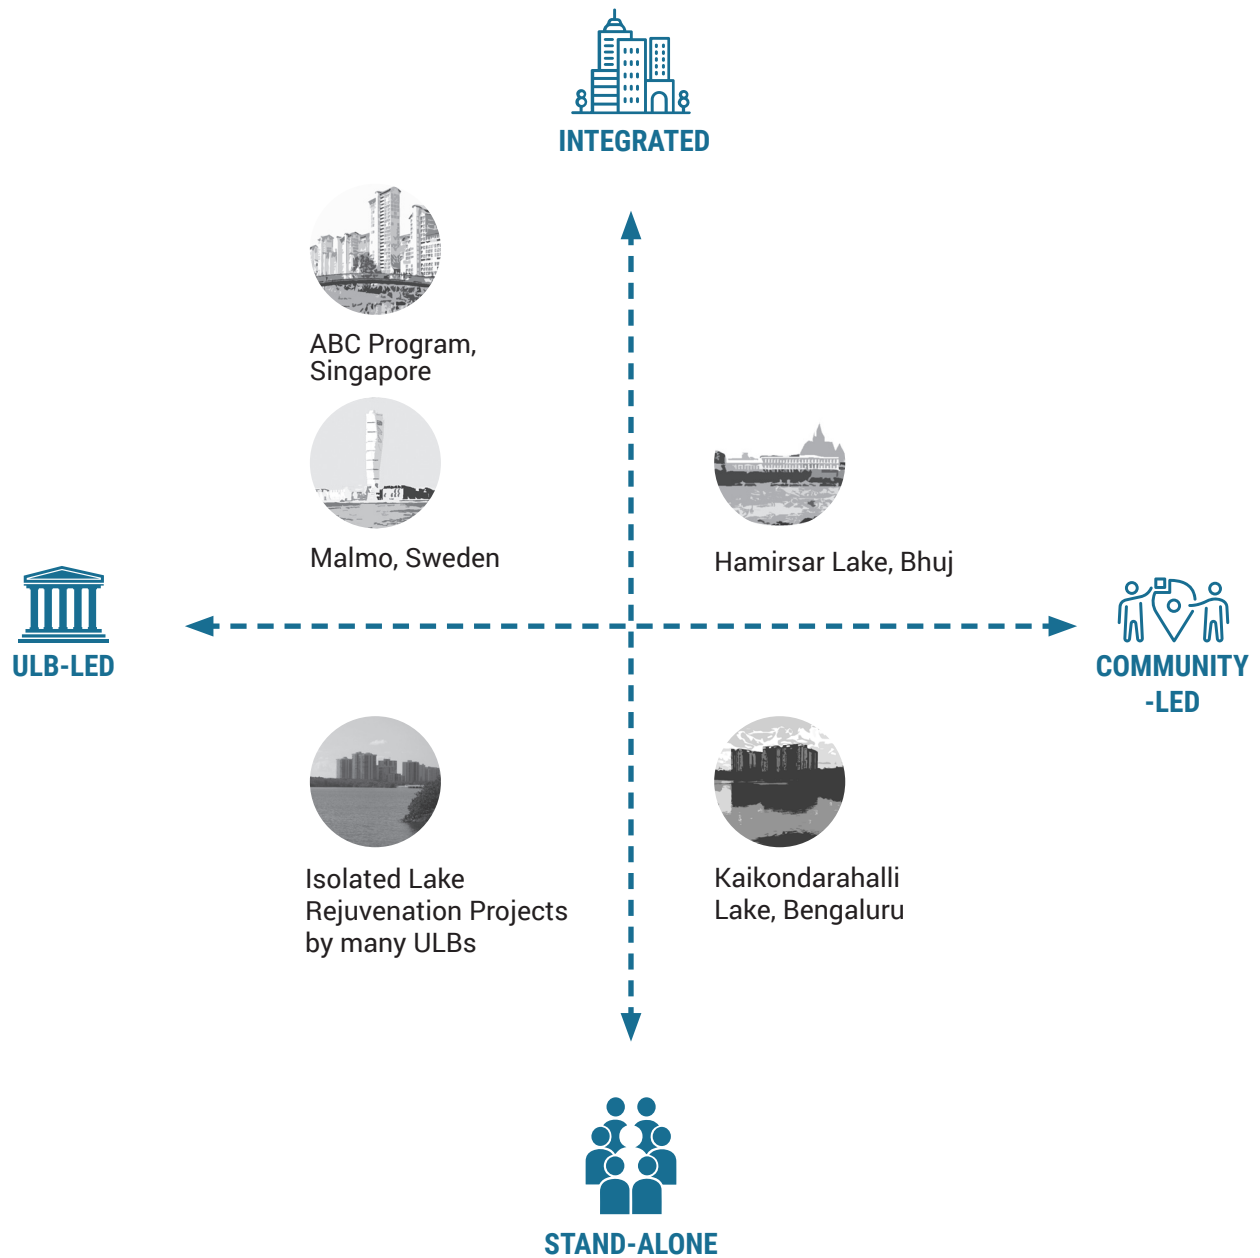 INTEGRATED
ABC Program,
Singapore
Malmo, Sweden
Hamirsar Lake, Bhuj
ULB-LED
COMMUNITY
-LED
Isolated Lake
Rejuvenation Projects
by many ULBs
Kaikondarahalli
Lake, Bengaluru
STAND-ALONE